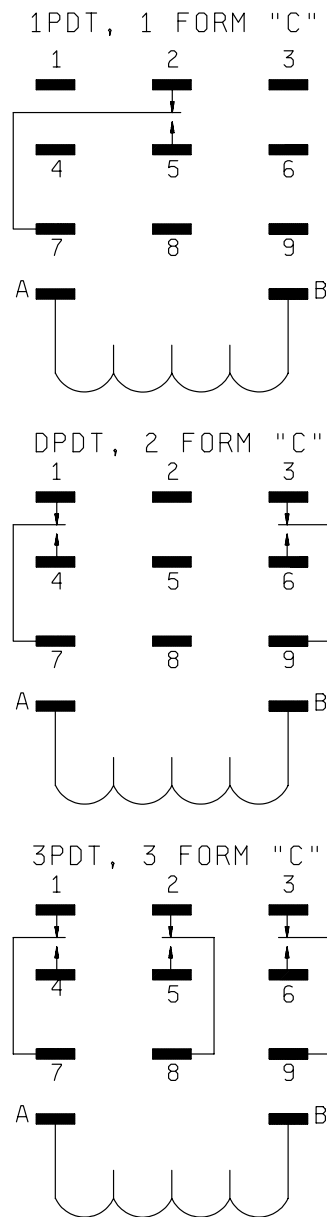 1PDT, 1 FORM "C"
1 2 3
4 5 6
7 8 9
A B
DPDT, 2 FORM "C"
1 2 3
4 5 6
7 8 9
A B
3PDT, 3 FORM "C"
1 2 3
4 5 6
7 8 9
A B